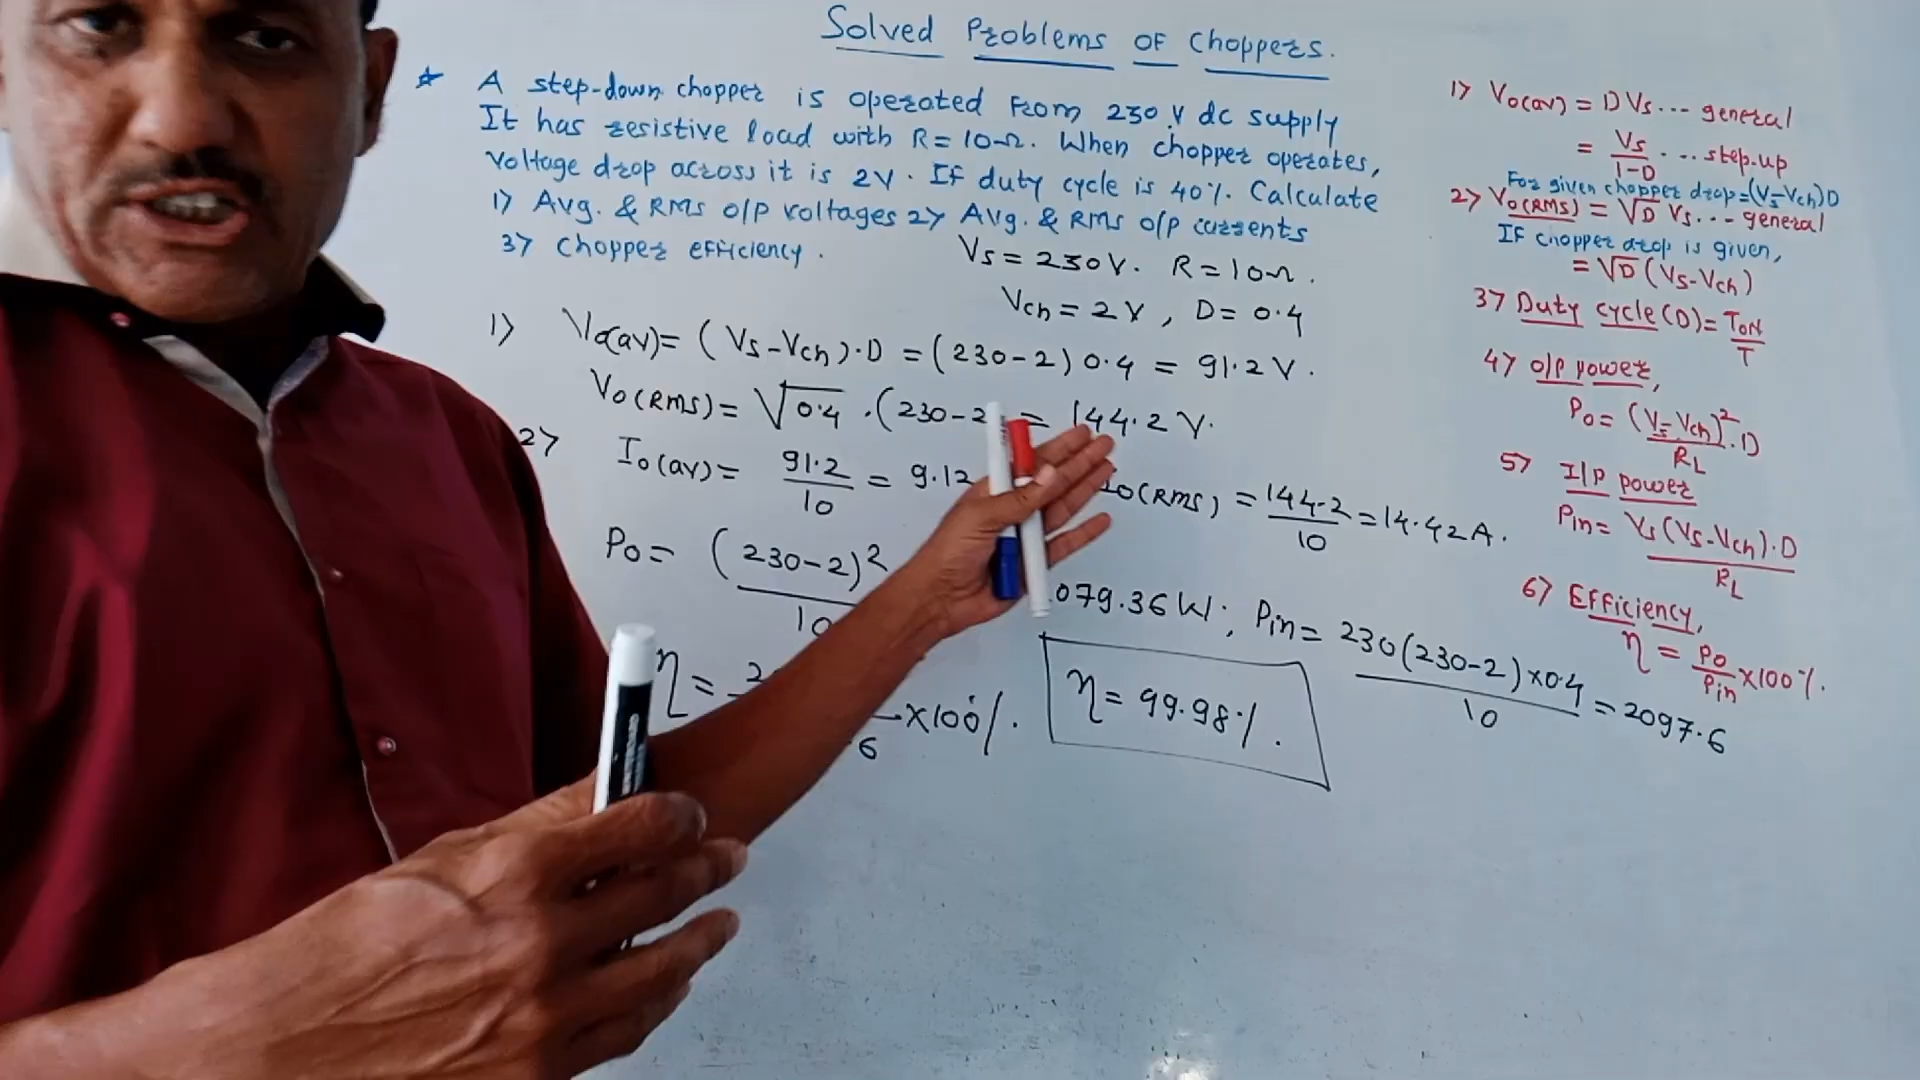 Solved Problems of Choppers.
* A step-down chopper is operated from 230 V dc supply
It has resistive load with R = 10Ω. When chopper operates,
voltage drop across it is 2V. If duty cycle is 40%. Calculate
1> Avg. & RMS o/p voltages 2> Avg. & RMS o/p currents
3> Chopper efficiency.
Vs = 230V. R = 10Ω.
Vch = 2V, D = 0.4
1> Vo(av) = (Vs-Vch).D = (230-2) 0.4 = 91.2V.
Vo(RMS) = √0.4 .(230-2 = 144.2 V.
2> Io(av) = 91.2/10 = 9.12
Io(RMS) = 144.2/10 = 14.42A.
Po = (230-2)²/10
079.36 W; Pin = 230(230-2)×0.4/10 = 2097.6
η = 2
.6 ×100%.
η = 99.98%.
1> Vo(av) = DVs... general
= Vs/1-D ... step-up
For given chopper drop=(Vs-Vch)D
2> Vo(RMS) = √D Vs... general
If chopper drop is given,
= √D (Vs-Vch)
3> Duty cycle (D) = TON/T
4> o/p power,
Po = (Vs-Vch)²/RL .D
5> I/P power
Pin = Vs(Vs-Vch).D/RL
6> Efficiency,
η = Po/Pin ×100%.